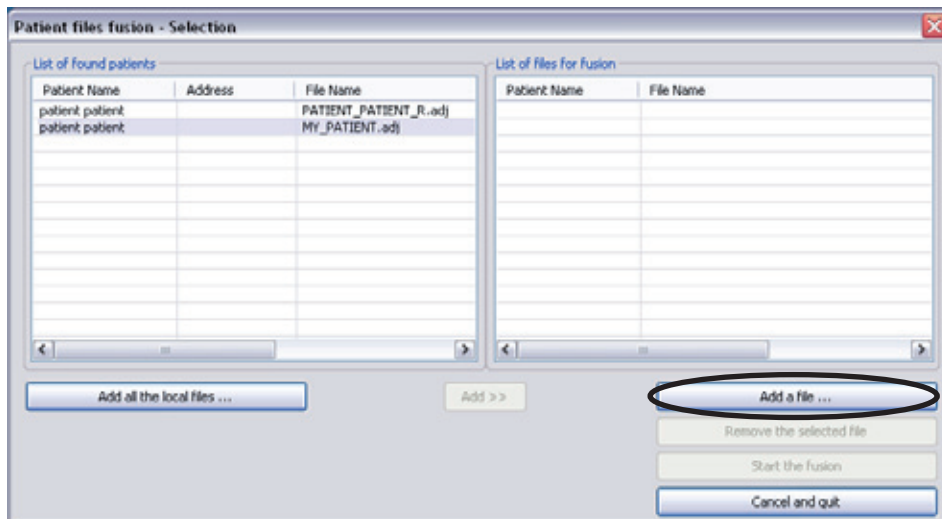 Patient files fusion - Selection
List of found patients
Patient Name Address File Name
patient patient PATIENT_PATIENT_R.adj
patient patient MY_PATIENT.adj
List of files for fusion
Patient Name File Name
Add all the local files ...
Add >>
Add a file ...
Remove the selected file
Start the fusion
Cancel and quit